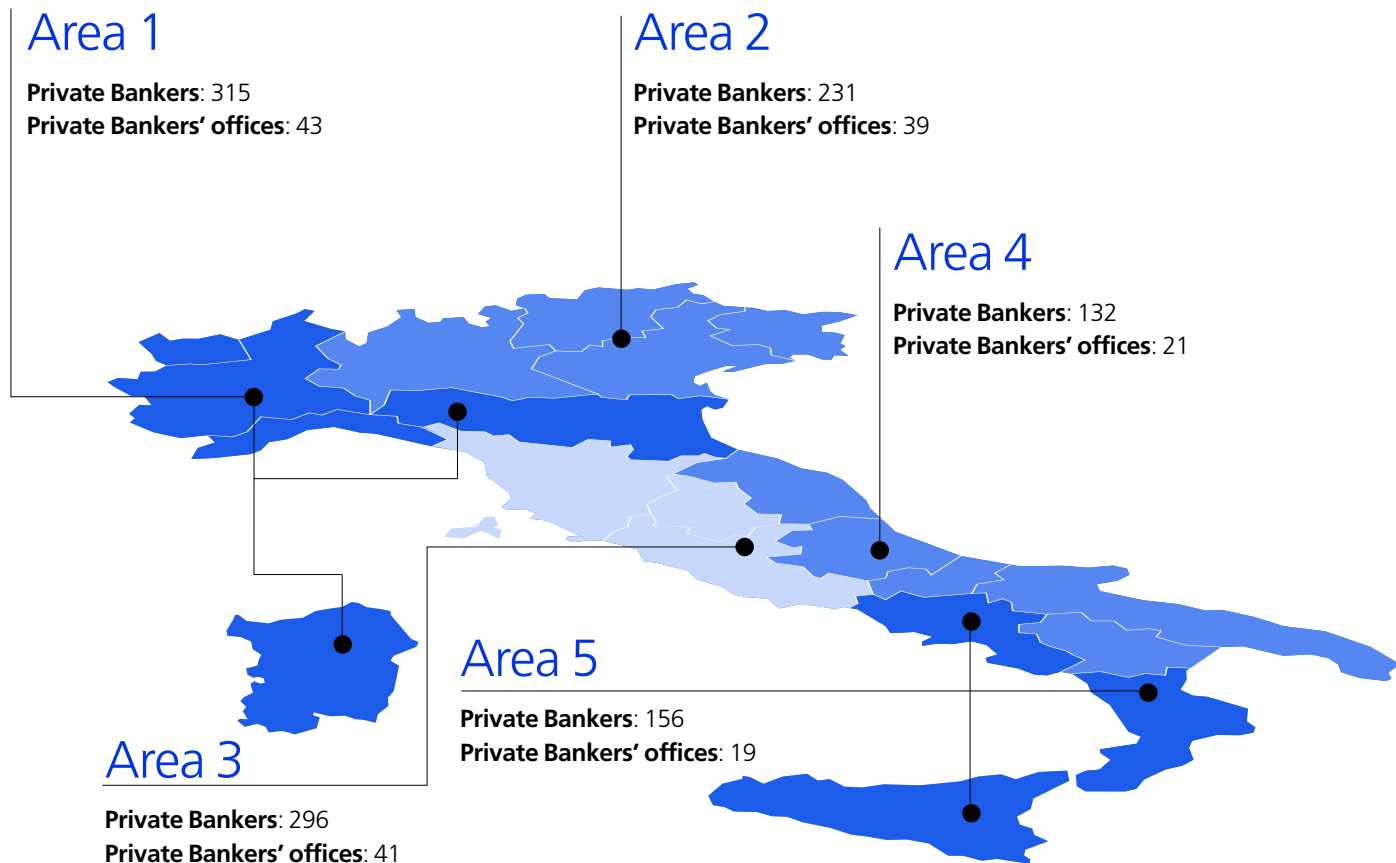 Area 1
Private Bankers: 315
Private Bankers’ offices: 43
Area 2
Private Bankers: 231
Private Bankers’ offices: 39
Area 4
Private Bankers: 132
Private Bankers’ offices: 21
Area 5
Private Bankers: 156
Private Bankers’ offices: 19
Area 3
Private Bankers: 296
Private Bankers’ offices: 41